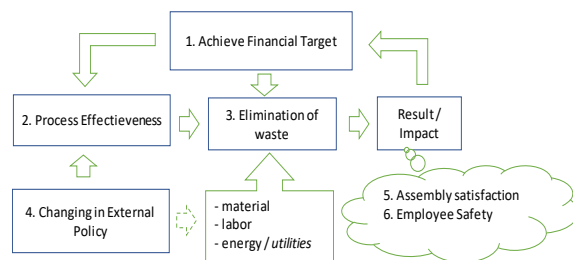 1. Achieve Financial Target
2. Process Effectieveness
3. Elimination of
waste
Result /
Impact
4. Changing in External
Policy
- material
- labor
- energy / utilities
5. Assembly satisfaction
6. Employee Safety